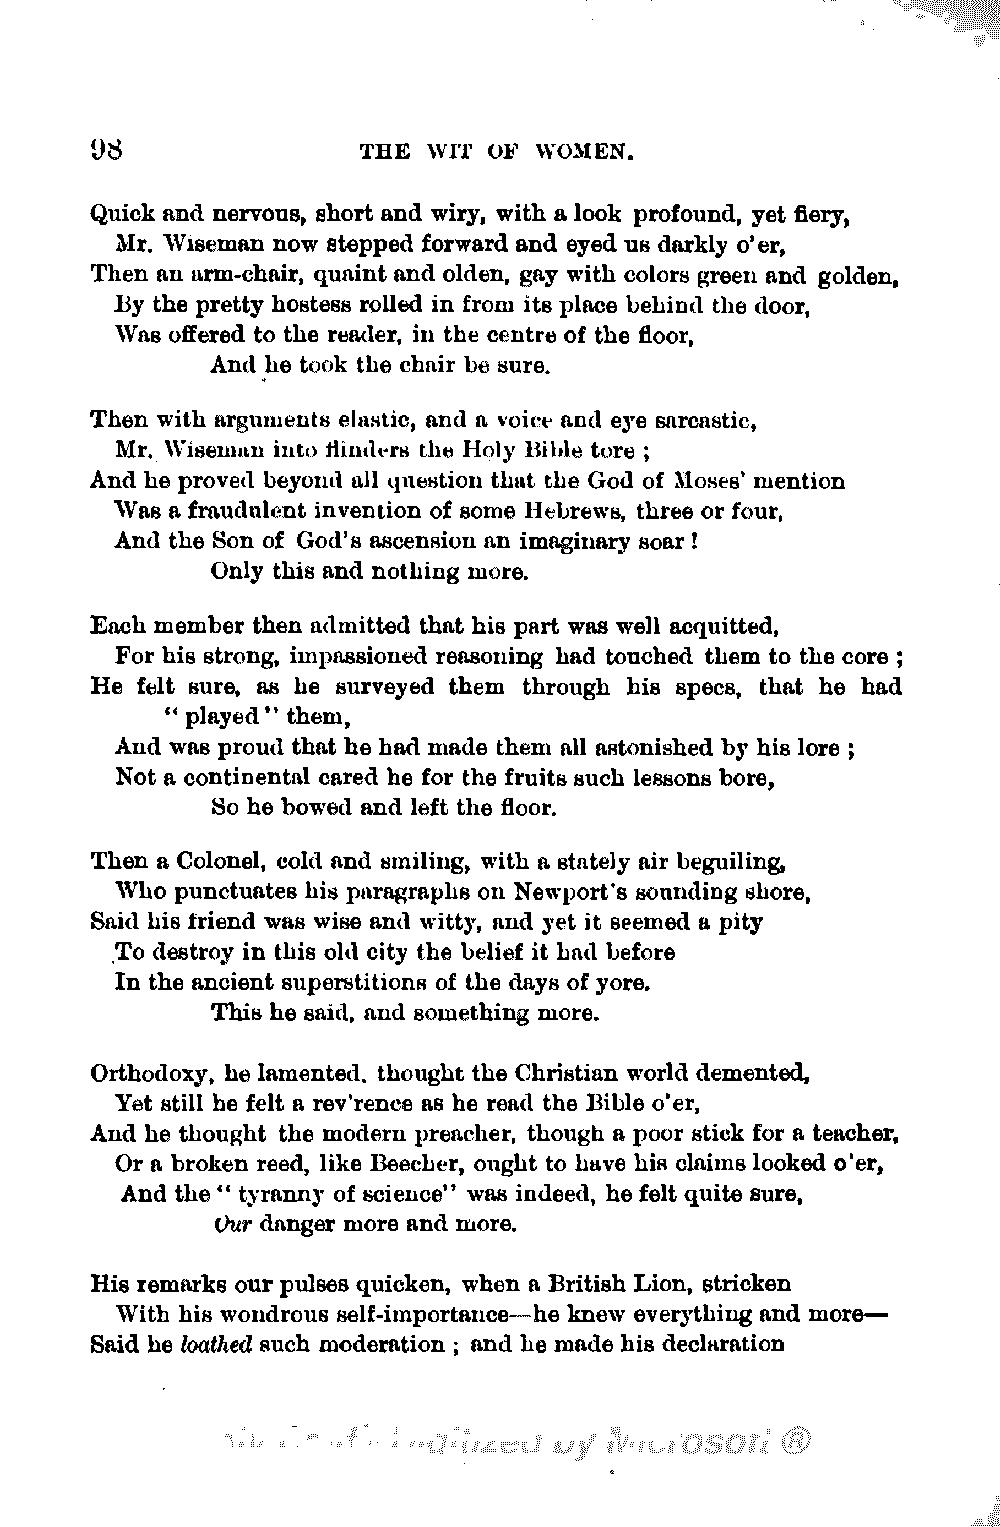 98 THE WIT OF WOMEN.
Quick and nervous, short and wiry, with a look profound, yet fiery,
Mr. Wiseman now stepped forward and eyed us darkly o'er,
Then an arm-chair, quaint and olden, gay with colors green and golden,
By the pretty hostess rolled in from its place behind the door,
Was offered to the reader, in the centre of the floor,
And he took the chair be sure.
Then with arguments elastic, and a voice and eye sarcastic,
Mr. Wiseman into flinders the Holy Bible tore ;
And he proved beyond all question that the God of Moses' mention
Was a fraudulent invention of some Hebrews, three or four,
And the Son of God's ascension an imaginary soar !
Only this and nothing more.
Each member then admitted that his part was well acquitted,
For his strong, impassioned reasoning had touched them to the core ;
He felt sure, as he surveyed them through his specs, that he had
" played" them,
And was proud that he had made them all astonished by his lore ;
Not a continental cared he for the fruits such lessons bore,
So he bowed and left the floor.
Then a Colonel, cold and smiling, with a stately air beguiling,
Who punctuates his paragraphs on Newport's sounding shore,
Said his friend was wise and witty, and yet it seemed a pity
To destroy in this old city the belief it had before
In the ancient superstitions of the days of yore.
This he said, and something more.
Orthodoxy, he lamented, thought the Christian world demented,
Yet still he felt a rev'rence as he read the Bible o'er,
And he thought the modern preacher, though a poor stick for a teacher,
Or a broken reed, like Beecher, ought to have his claims looked o'er,
And the " tyranny of science" was indeed, he felt quite sure,
Our danger more and more.
His remarks our pulses quicken, when a British Lion, stricken
With his wondrous self-importance—he knew everything and more—
Said he loathed such moderation ; and he made his declaration
by Microsoft ®